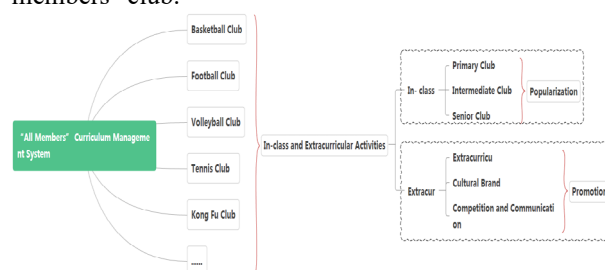 members" club.
Basketball Club
Football Club
Volleyball Club
"All Members" Curriculum Manageme
nt System
Tennis Club
Kong Fu Club
......
In-class and Extracurricular Activities
In- class
Primary Club
Intermediate Club
Senior Club
Popularization
Extracur
Extracurricu
Cultural Brand
Competition and Communicati
on
Promotion